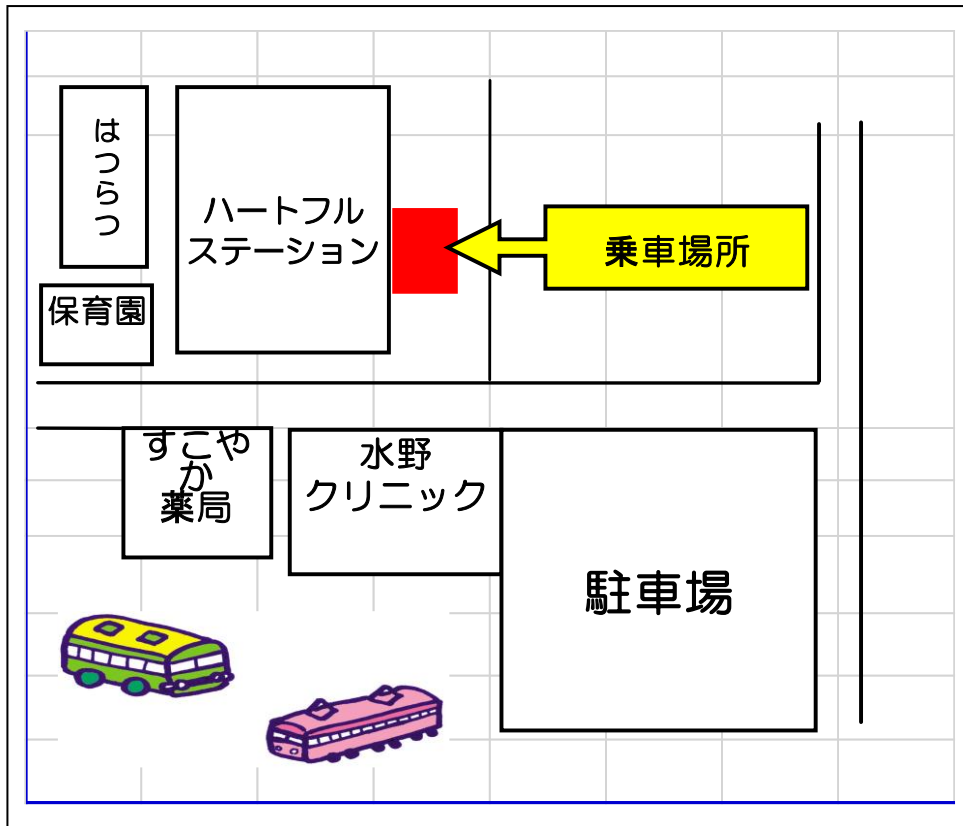 はつらつ
ハートフル
ステーション
乗車場所
保育園
すこや
か
薬局
水野
クリニック
駐車場